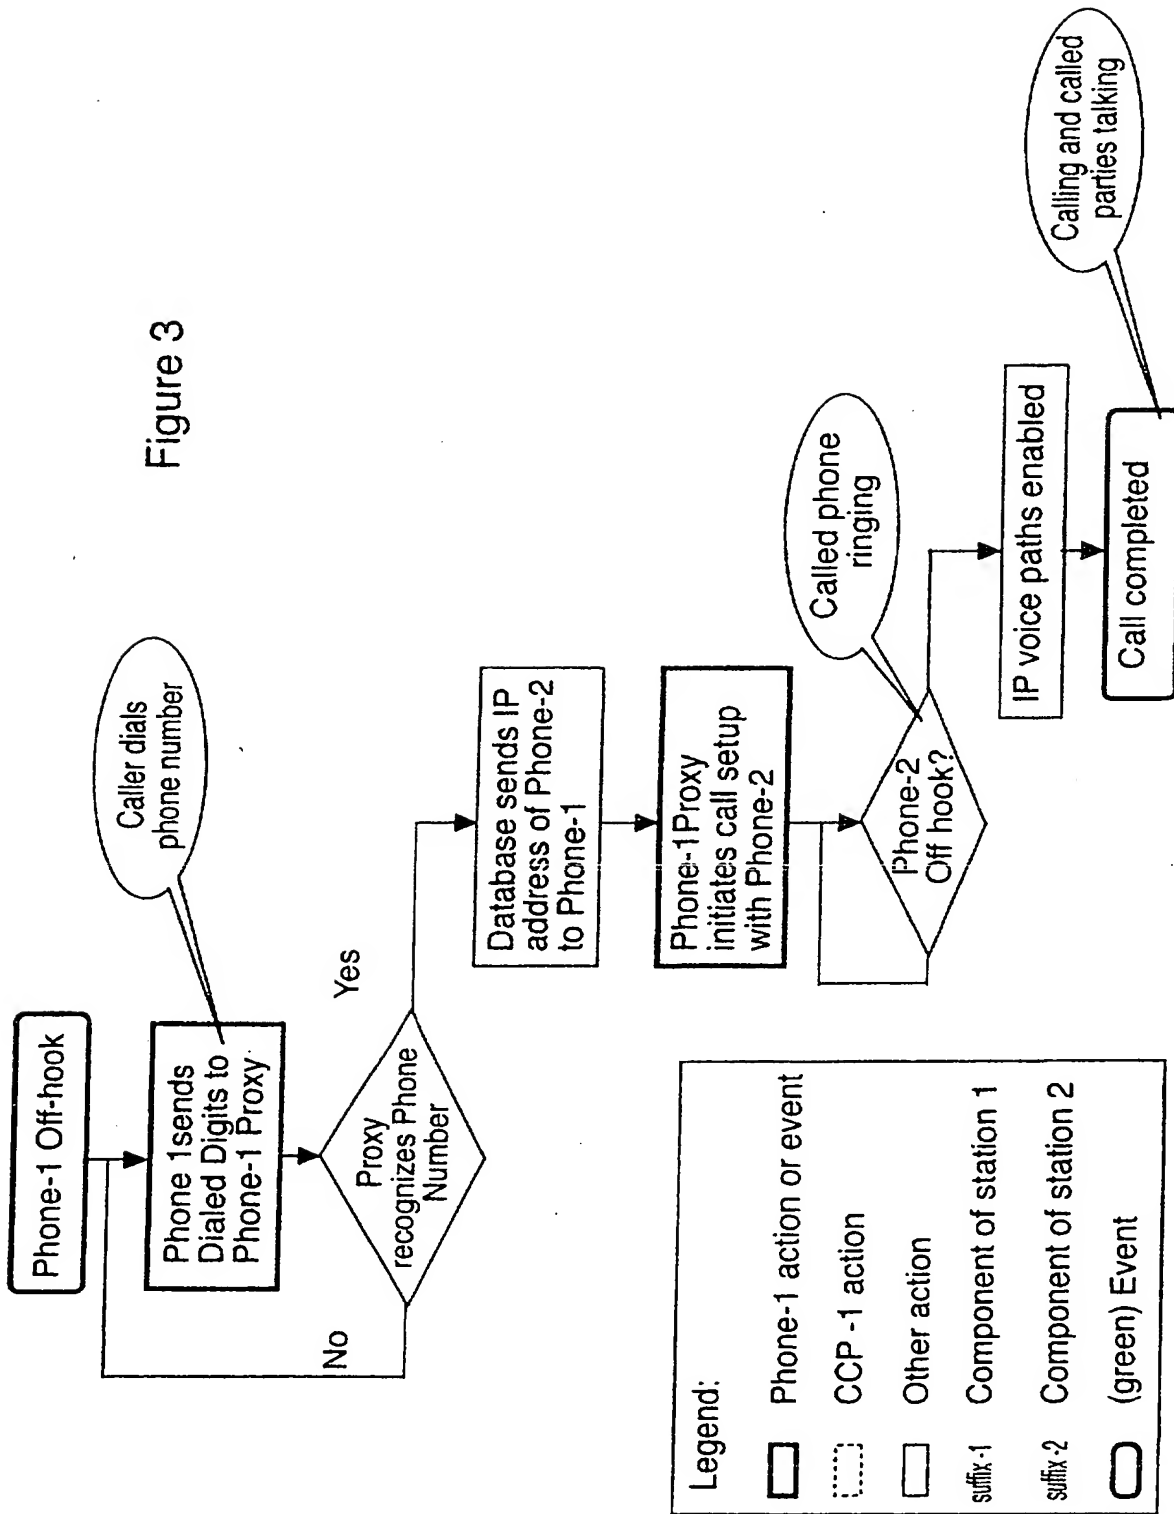 Figure 3
Phone-1 Off-hook
Caller dials
phone number
Phone 1sends
Dialed Digits to
Phone-1 Proxy
Proxy
recognizes Phone
Number
No
Yes
Database sends IP
address of Phone-2
to Phone-1
Phone-1Proxy
initiates call setup
with Phone-2
Called phone
ringing
Phone-2
Off hook?
IP voice paths enabled
Call completed
Calling and called
parties talking
Legend:
Phone-1 action or event
CCP -1 action
Other action
suffix -1 Component of station 1
suffix -2 Component of station 2
(green) Event